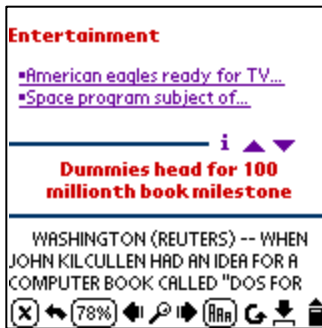 Entertainment
▪American eagles ready for TV...
▪Space program subject of...
i
Dummies head for 100
millionth book milestone
WASHINGTON (REUTERS) -- WHEN
JOHN KILCULLEN HAD AN IDEA FOR A
COMPUTER BOOK CALLED "DOS FOR
X 78% AAA